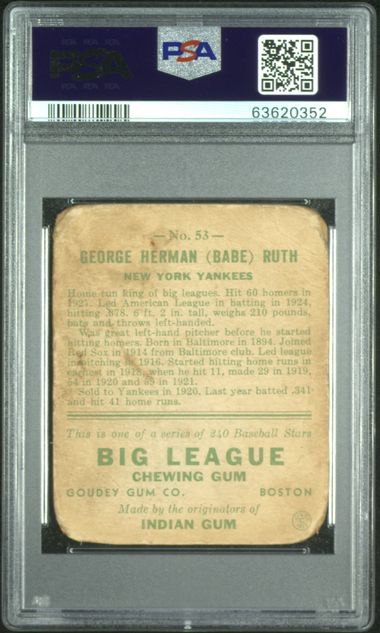 PSA
PSA
63620352
— No. 53 —
GEORGE HERMAN (BABE) RUTH
NEW YORK YANKEES
Home run king of big leagues. Hit 60 homers in
1927. Led American League in batting in 1924,
hitting .378. 6 ft. 2 in. tall, weighs 210 pounds,
bats and throws left-handed.
Was great left-hand pitcher before he started
hitting homers. Born in Baltimore in 1894. Joined
Red Sox in 1914 from Baltimore club. Led league
in pitching in 1916. Started hitting home runs in
earnest in 1918, when he hit 11, made 29 in 1919,
54 in 1920 and 59 in 1921.
Sold to Yankees in 1920. Last year batted .341
and hit 41 home runs.
This is one of a series of 240 Baseball Stars
BIG LEAGUE
CHEWING GUM
GOUDEY GUM CO. BOSTON
Made by the originators of
INDIAN GUM